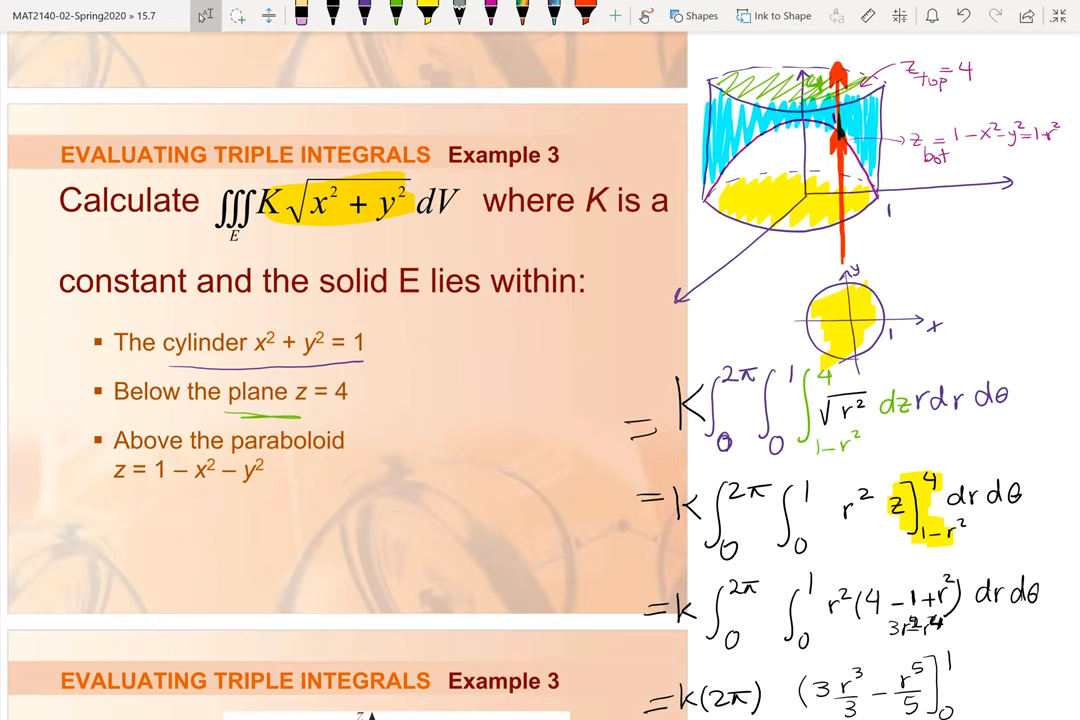 MAT2140-02-Spring2020 » 15.7
Shapes
Ink to Shape
EVALUATING TRIPLE INTEGRALS Example 3
Calculate ∭_E K√(x² + y²) dV where K is a
constant and the solid E lies within:
▪ The cylinder x² + y² = 1
▪ Below the plane z = 4
▪ Above the paraboloid
z = 1 – x² – y²
z_top = 4
z_bot = 1 - x² - y² = 1 - r²
1
y
x
1
= K ∫_0^2π ∫_0^1 ∫_{1-r²}^4 √r² dz r dr dθ
= K ∫_0^2π ∫_0^1 r² z]_{1-r²}^4 dr dθ
= K ∫_0^2π ∫_0^1 r² (4 - 1 + r²) dr dθ
= K (2π) (3 r³/3 - r⁵/5]_0^1
EVALUATING TRIPLE INTEGRALS Example 3
z